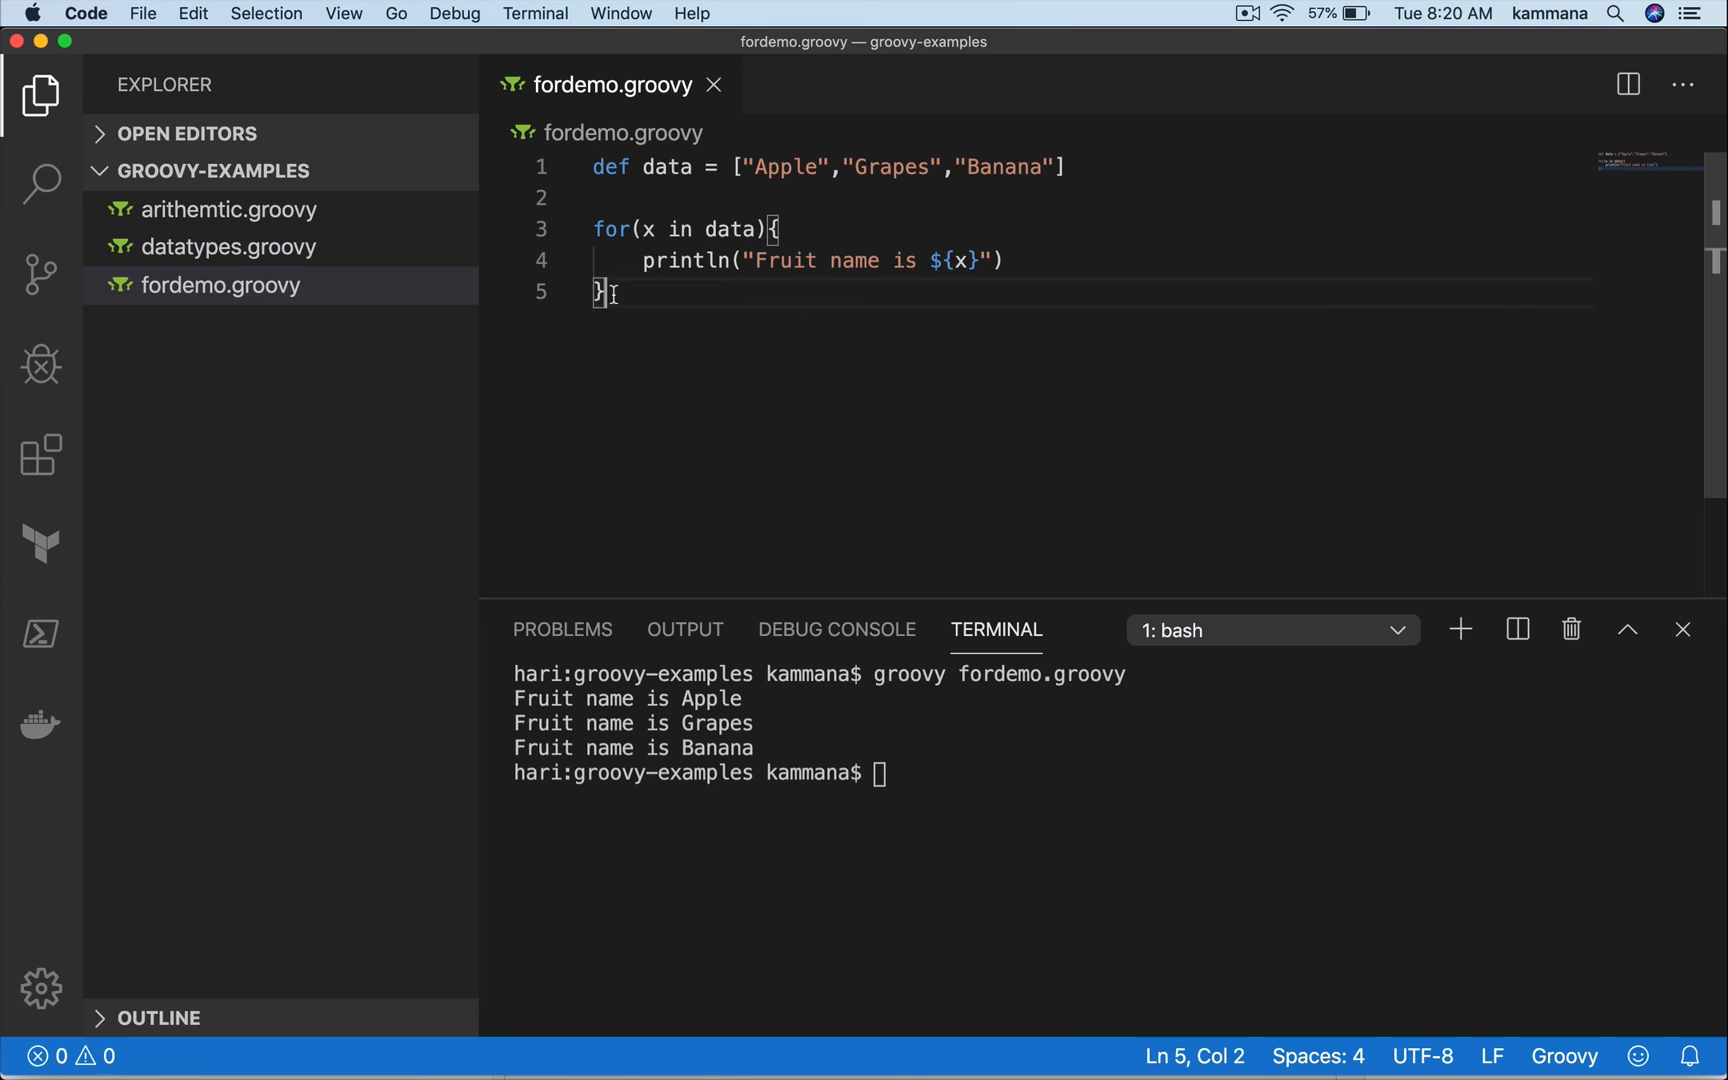 Code File Edit Selection View Go Debug Terminal Window Help 57% Tue 8:20 AM kammana
fordemo.groovy — groovy-examples
EXPLORER
OPEN EDITORS
GROOVY-EXAMPLES
arithemtic.groovy
datatypes.groovy
fordemo.groovy
OUTLINE
fordemo.groovy
fordemo.groovy
1 def data = ["Apple","Grapes","Banana"]
2
3 for(x in data){
4     println("Fruit name is ${x}")
5 }
PROBLEMS OUTPUT DEBUG CONSOLE TERMINAL 1: bash
hari:groovy-examples kammana$ groovy fordemo.groovy
Fruit name is Apple
Fruit name is Grapes
Fruit name is Banana
hari:groovy-examples kammana$
0 0 Ln 5, Col 2 Spaces: 4 UTF-8 LF Groovy